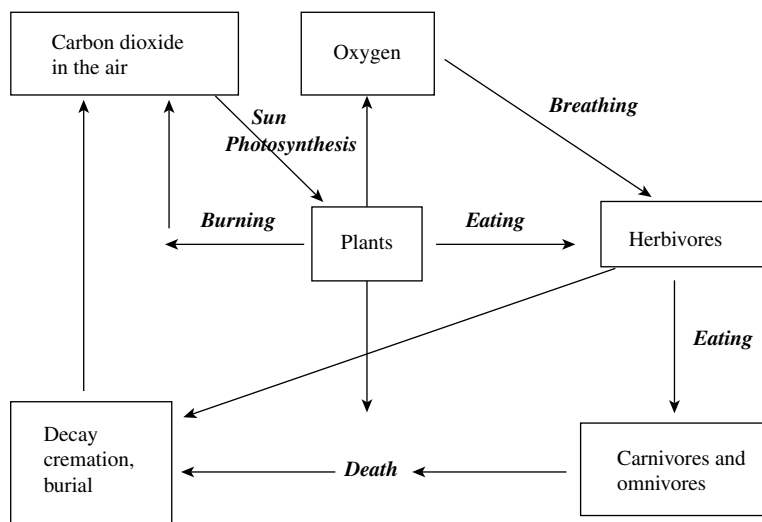 Carbon dioxide
in the air
Oxygen
Sun
Photosynthesis
Breathing
Burning
Plants
Eating
Herbivores
Eating
Decay
cremation,
burial
Death
Carnivores and
omnivores